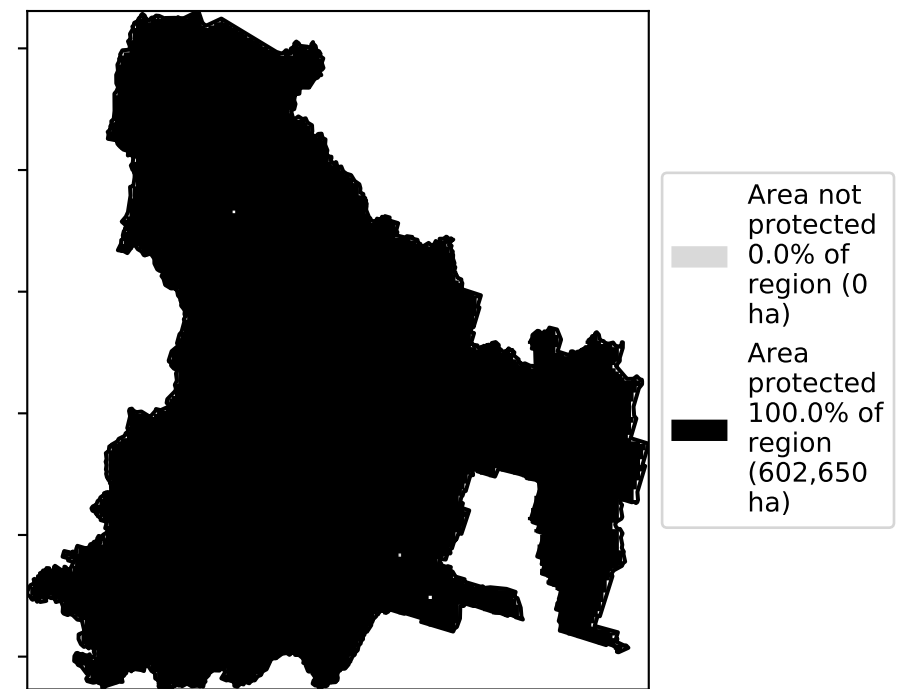 Area not
protected
0.0% of
region (0
ha)
Area
protected
100.0% of
region
(602,650
ha)